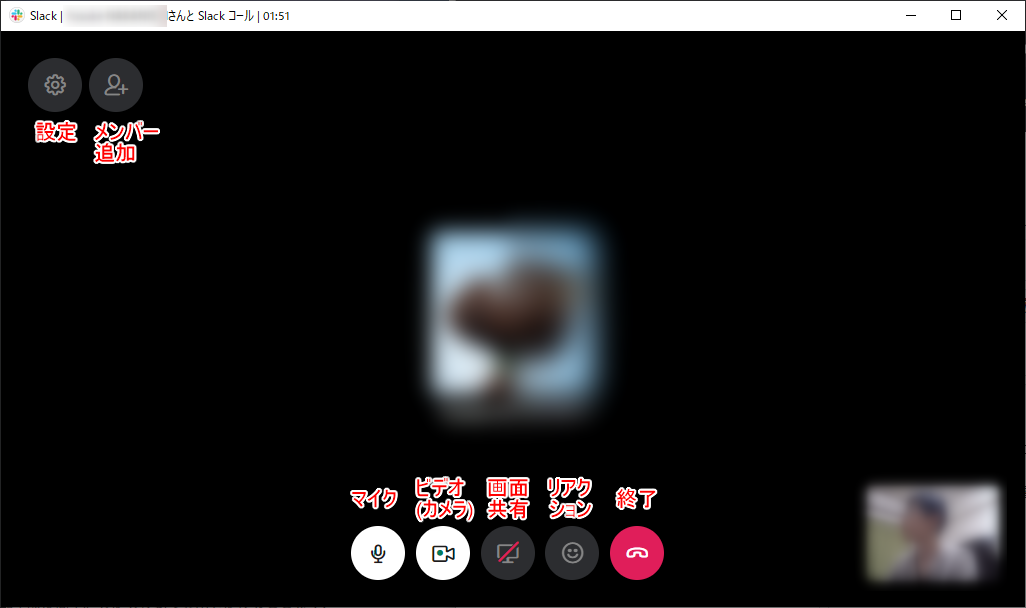 Slack | さんと Slack コール | 01:51
設定
メンバー
追加
マイク
ビデオ
(カメラ)
画面
共有
リアク
ション
終了